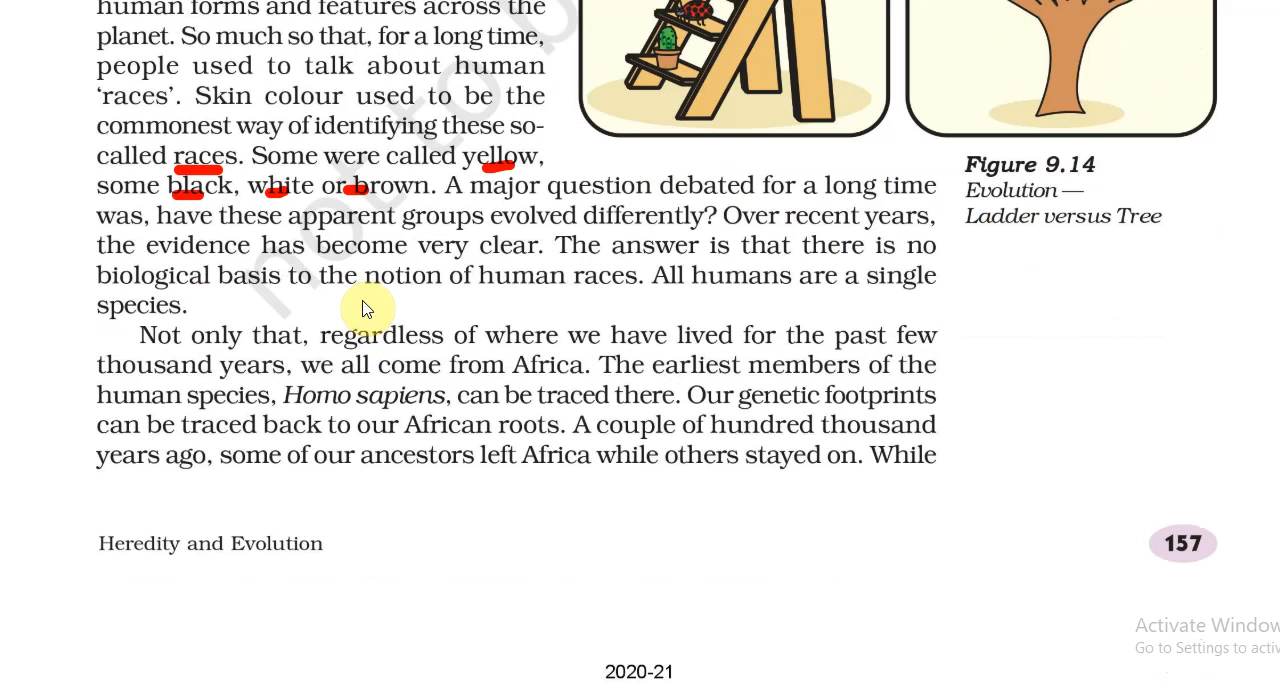 human forms and features across the
planet. So much so that, for a long time,
people used to talk about human
‘races’. Skin colour used to be the
commonest way of identifying these so-
called races. Some were called yellow,
some black, white or brown. A major question debated for a long time
was, have these apparent groups evolved differently? Over recent years,
the evidence has become very clear. The answer is that there is no
biological basis to the notion of human races. All humans are a single
species.
Not only that, regardless of where we have lived for the past few
thousand years, we all come from Africa. The earliest members of the
human species, Homo sapiens, can be traced there. Our genetic footprints
can be traced back to our African roots. A couple of hundred thousand
years ago, some of our ancestors left Africa while others stayed on. While
Figure 9.14
Evolution —
Ladder versus Tree
not to b
Heredity and Evolution
157
Activate Window
Go to Settings to activ
2020-21